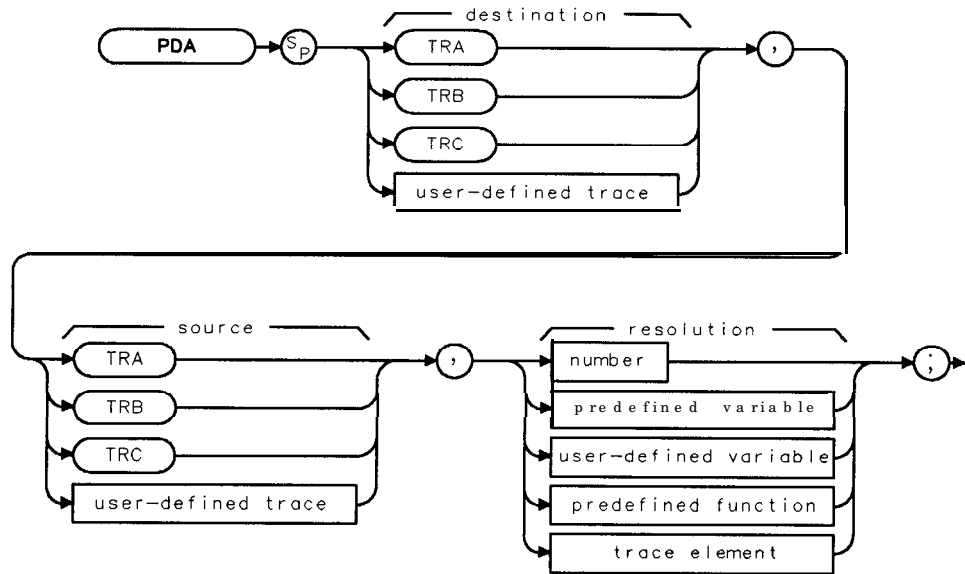 destination
PDA SP TRA ,
TRB
TRC
user-defined trace
source
resolution
TRA , number ;
TRB predefined variable
TRC user-defined variable
user-defined trace predefined function
trace element